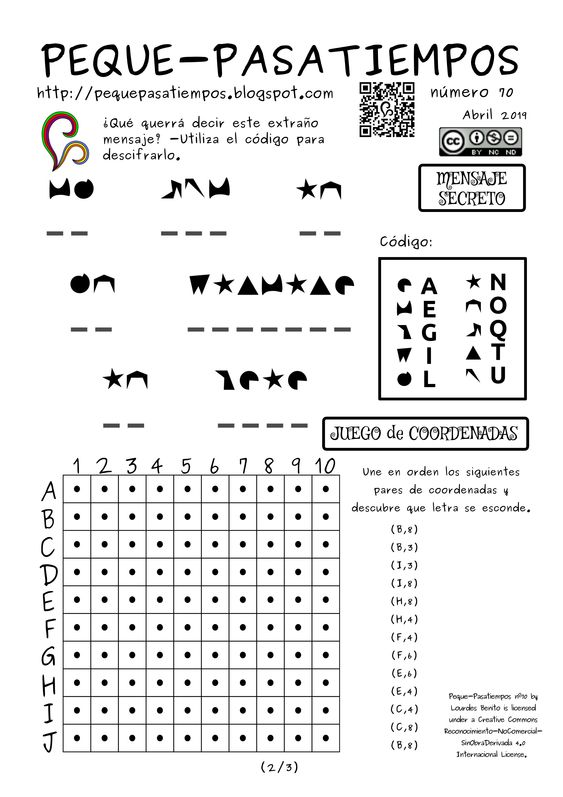 PEQUE-PASATIEMPOS
http://pequepasatiempos.blogspot.com
número 70
Abril 2019
¿Qué querrá decir este extraño
mensaje? -Utiliza el código para
descifrarlo.
BY NC ND
MENSAJE
SECRETO
Código:
A N
E O
G Q
I T
L U
JUEGO de COORDENADAS
1 2 3 4 5 6 7 8 9 10
A
B
C
D
E
F
G
H
I
J
Une en orden los siguientes
pares de coordenadas y
descubre que letra se esconde.
(B,8)
(B,3)
(I,3)
(I,8)
(H,8)
(H,4)
(F,4)
(F,6)
(E,6)
(E,4)
(C,4)
(C,8)
(B,8)
Peque-Pasatiempos nº70 by
Lourdes Benito is licensed
under a Creative Commons
Reconocimiento-NoComercial-
SinObraDerivada 4.0
Internacional License.
(2/3)